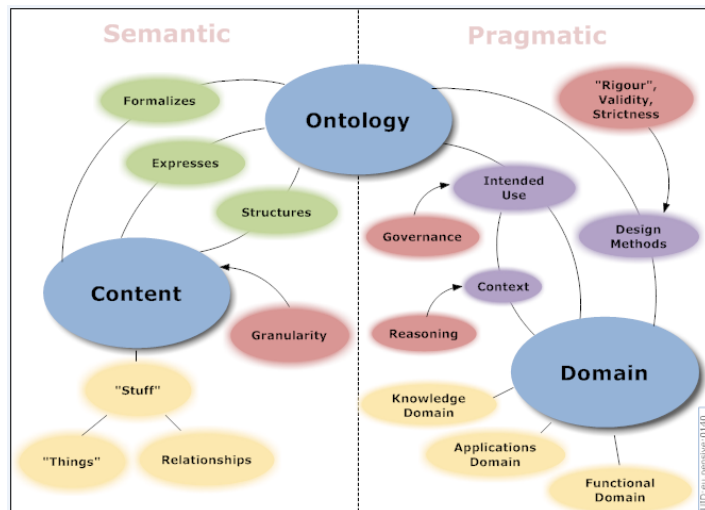 Semantic
Pragmatic
Formalizes
Ontology
"Rigour",
Validity,
Strictness
Expresses
Intended
Use
Structures
Governance
Design
Methods
Content
Context
Granularity
Reasoning
Domain
"Stuff"
Knowledge
Domain
"Things"
Relationships
Applications
Domain
Functional
Domain